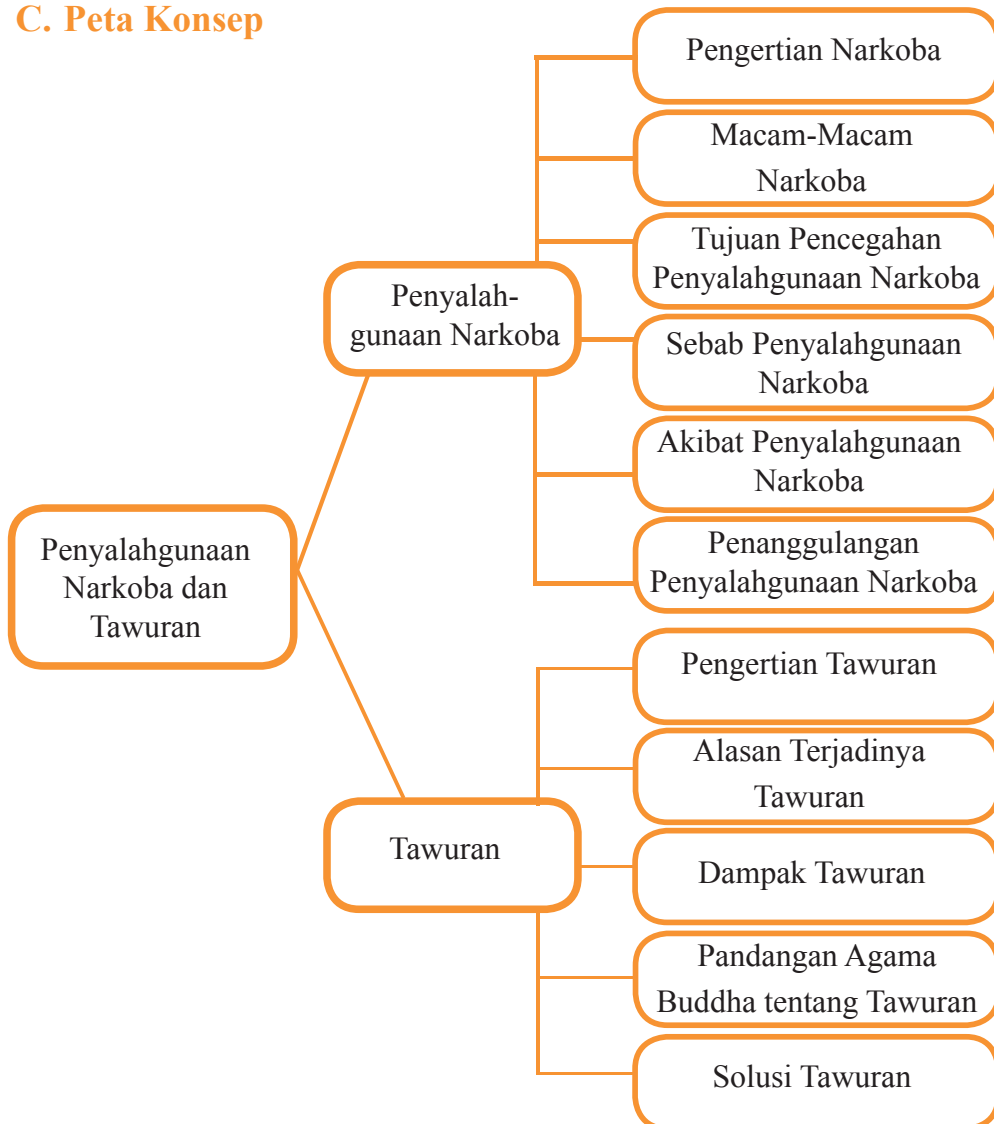 C. Peta Konsep
Penyalahgunaan
Narkoba dan
Tawuran
Penyalah-
gunaan Narkoba
Pengertian Narkoba
Macam-Macam
Narkoba
Tujuan Pencegahan
Penyalahgunaan Narkoba
Sebab Penyalahgunaan
Narkoba
Akibat Penyalahgunaan
Narkoba
Penanggulangan
Penyalahgunaan Narkoba
Tawuran
Pengertian Tawuran
Alasan Terjadinya
Tawuran
Dampak Tawuran
Pandangan Agama
Buddha tentang Tawuran
Solusi Tawuran